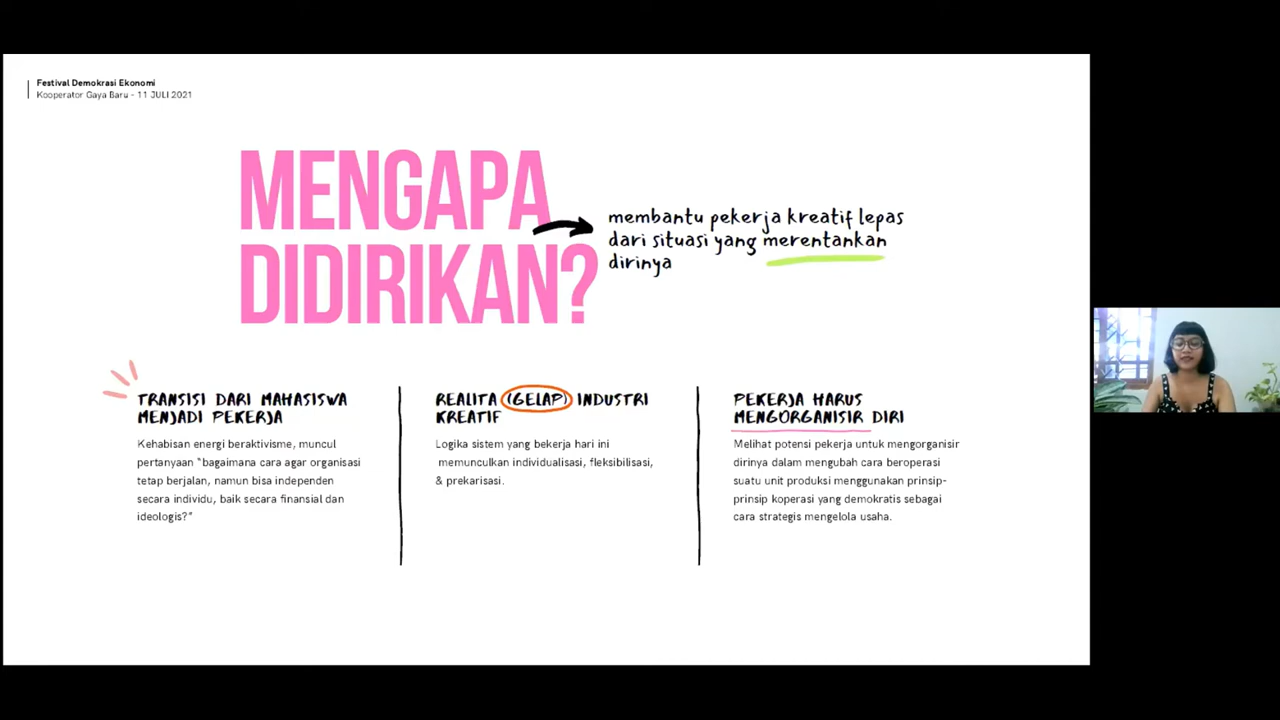 Festival Demokrasi Ekonomi
Kooperator Gaya Baru - 11 JULI 2021
MENGAPA
DIDIRIKAN?
membantu pekerja kreatif lepas
dari situasi yang merentankan
dirinya
TRANSISI DARI MAHASISWA
MENJADI PEKERJA
Kehabisan energi beraktivisme, muncul
pertanyaan "bagaimana cara agar organisasi
tetap berjalan, namun bisa independen
secara individu, baik secara finansial dan
ideologis?"
REALITA (GELAP) INDUSTRI
KREATIF
Logika sistem yang bekerja hari ini
memunculkan individualisasi, fleksibilisasi,
& prekarisasi.
PEKERJA HARUS
MENGORGANISIR DIRI
Melihat potensi pekerja untuk mengorganisir
dirinya dalam mengubah cara beroperasi
suatu unit produksi menggunakan prinsip-
prinsip koperasi yang demokratis sebagai
cara strategis mengelola usaha.